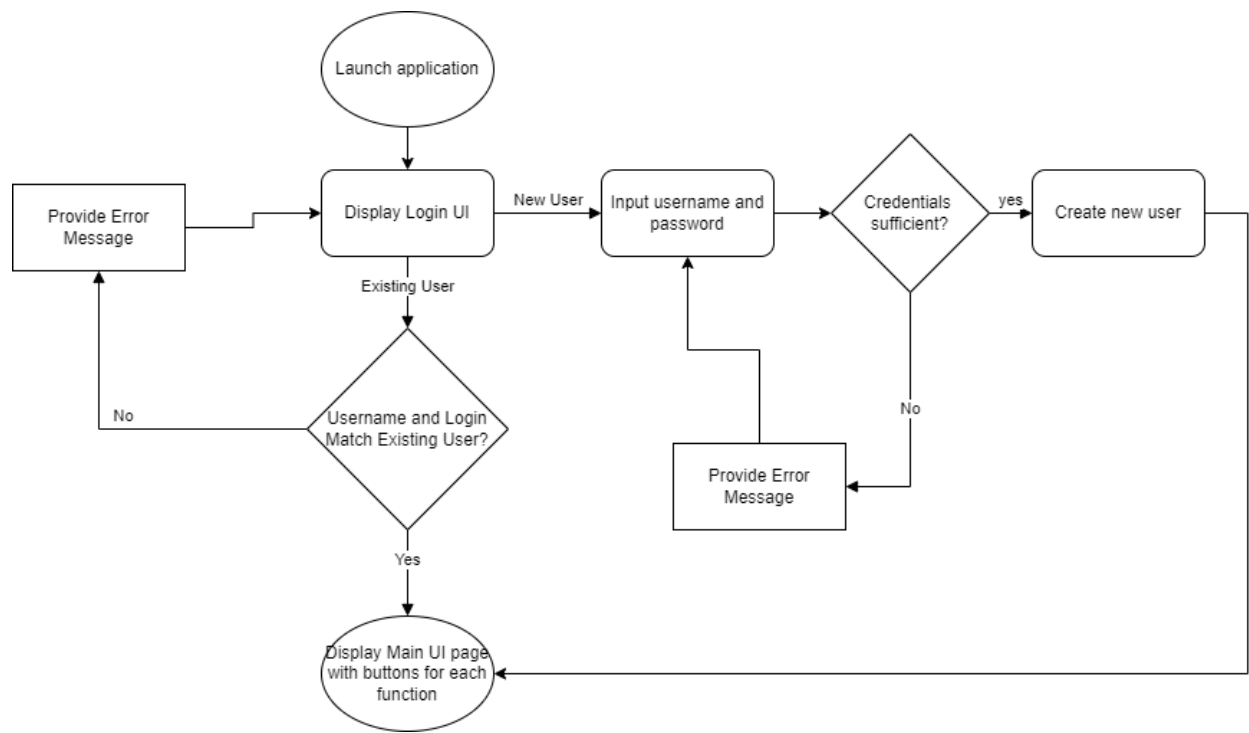 Launch application
Provide Error
Message
Display Login UI
New User
Input username and
password
Credentials
sufficient?
yes
Create new user
Existing User
No
Username and Login
Match Existing User?
No
Provide Error
Message
Yes
Display Main UI page
with buttons for each
function